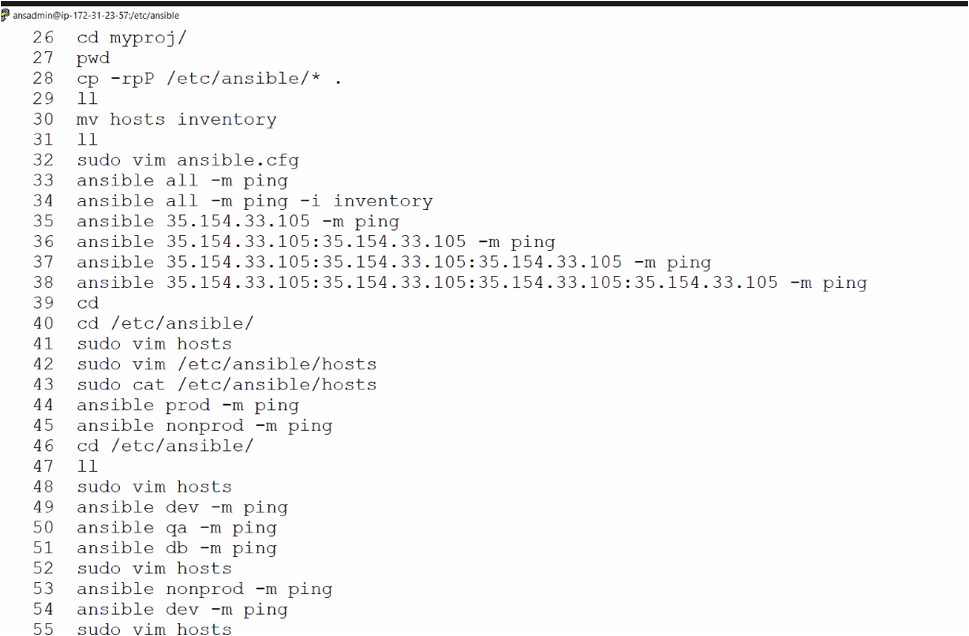 ansadmin@ip-172-31-23-57:/etc/ansible
26 cd myproj/
27 pwd
28 cp -rpP /etc/ansible/* .
29 ll
30 mv hosts inventory
31 ll
32 sudo vim ansible.cfg
33 ansible all -m ping
34 ansible all -m ping -i inventory
35 ansible 35.154.33.105 -m ping
36 ansible 35.154.33.105:35.154.33.105 -m ping
37 ansible 35.154.33.105:35.154.33.105:35.154.33.105 -m ping
38 ansible 35.154.33.105:35.154.33.105:35.154.33.105:35.154.33.105 -m ping
39 cd
40 cd /etc/ansible/
41 sudo vim hosts
42 sudo vim /etc/ansible/hosts
43 sudo cat /etc/ansible/hosts
44 ansible prod -m ping
45 ansible nonprod -m ping
46 cd /etc/ansible/
47 ll
48 sudo vim hosts
49 ansible dev -m ping
50 ansible qa -m ping
51 ansible db -m ping
52 sudo vim hosts
53 ansible nonprod -m ping
54 ansible dev -m ping
55 sudo vim hosts